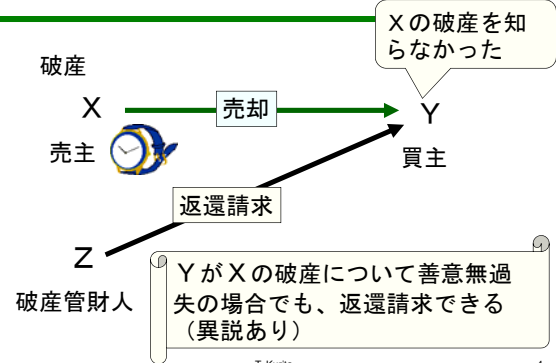 Xの破産を知
らなかった
破産
X
売却
Y
売主
買主
返還請求
Z
破産管財人
YがXの破産について善意無過
失の場合でも、返還請求できる
（異説あり）